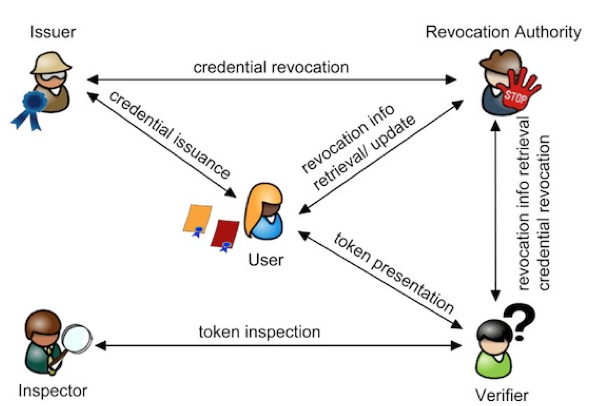 Issuer
Revocation Authority
credential revocation
STOP
credential issuance
revocation info
retrieval/ update
revocation info retrieval
credential revocation
User
token presentation
token inspection
?
Inspector
Verifier